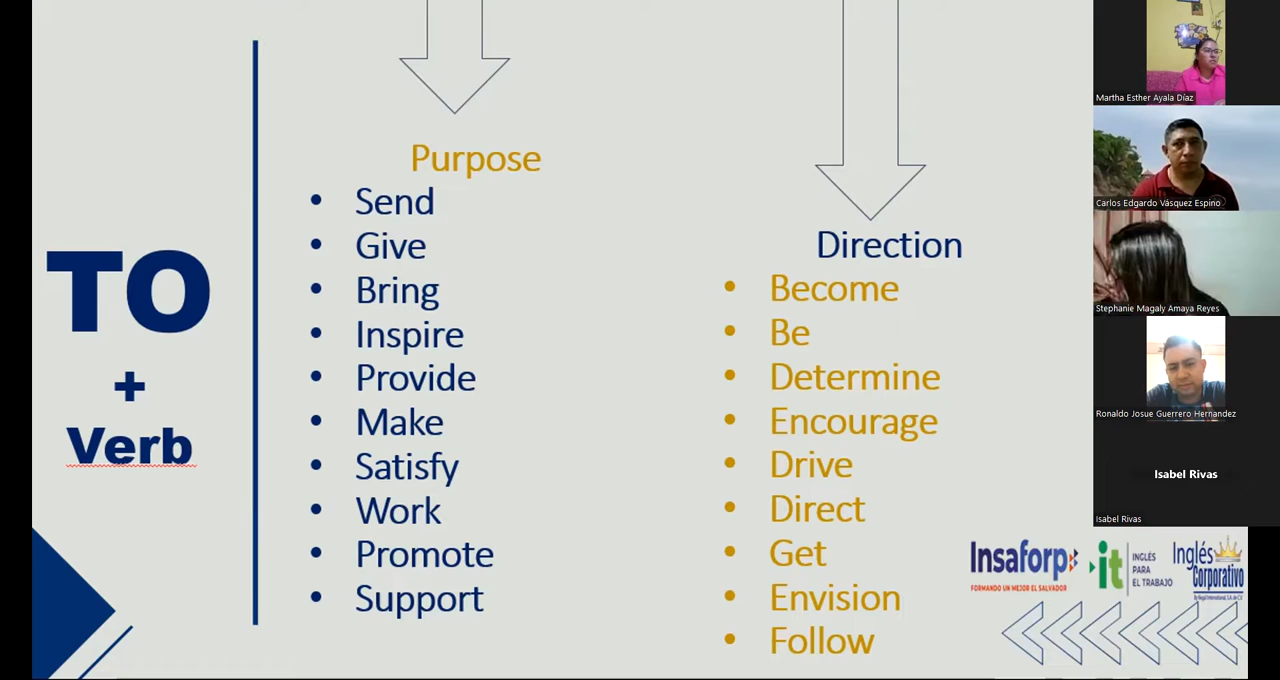 TO
+
Verb
Purpose
Send
Give
Bring
Inspire
Provide
Make
Satisfy
Work
Promote
Support
Direction
Become
Be
Determine
Encourage
Drive
Direct
Get
Envision
Follow
Martha Esther Ayala Díaz
Carlos Edgardo Vásquez Espino
Stephanie Magaly Amaya Reyes
Ronaldo Josue Guerrero Hernandez
Isabel Rivas
Isabel Rivas
Insaforp
FORMANDO UN MEJOR EL SALVADOR
it
INGLÉS
PARA
EL TRABAJO
Inglés
Corporativo